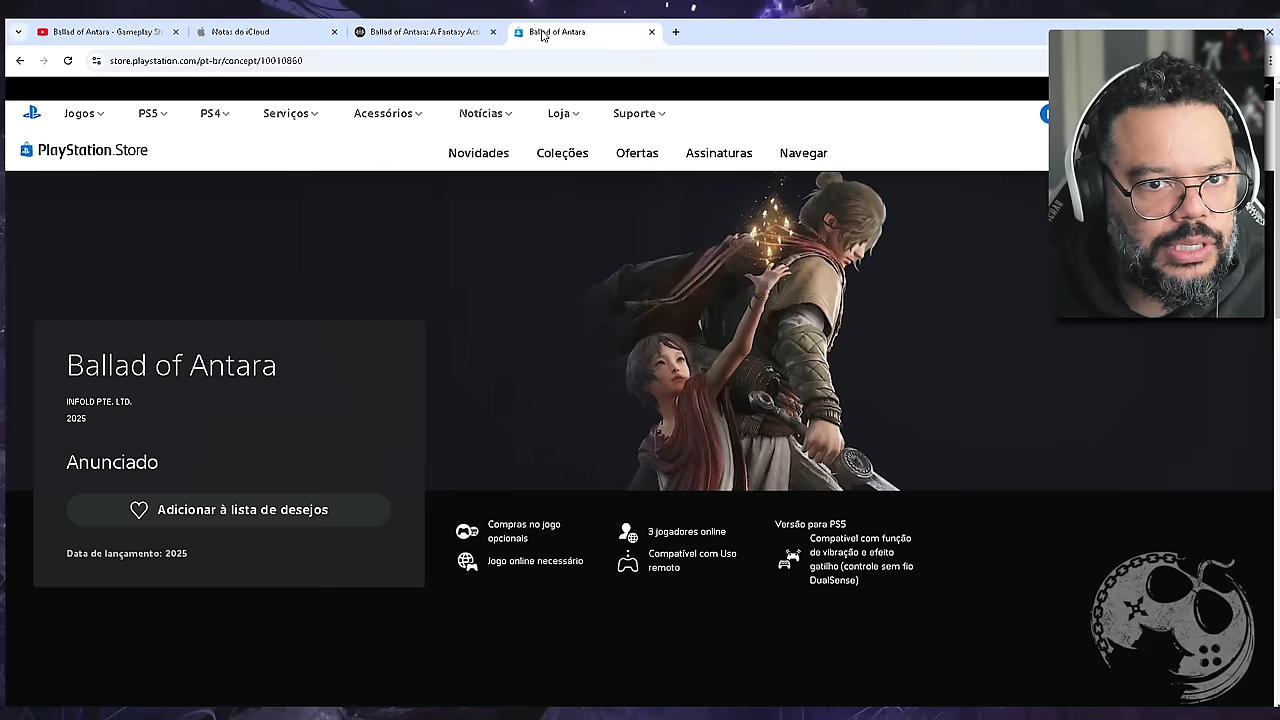 Ballad of Antara - Gameplay Sh
Notas do iCloud
Ballad of Antara: A Fantasy Act
Ballad of Antara
store.playstation.com/pt-br/concept/10010860
Jogos
PS5
PS4
Serviços
Acessórios
Notícias
Loja
Suporte
PlayStation.Store
Novidades
Coleções
Ofertas
Assinaturas
Navegar
Ballad of Antara
INFOLD PTE. LTD.
2025
Anunciado
Adicionar à lista de desejos
Data de lançamento: 2025
Compras no jogo
opcionais
Jogo online necessário
3 jogadores online
Compatível com Uso
remoto
Versão para PS5
Compatível com função
de vibração e efeito
gatilho (controle sem fio
DualSense)